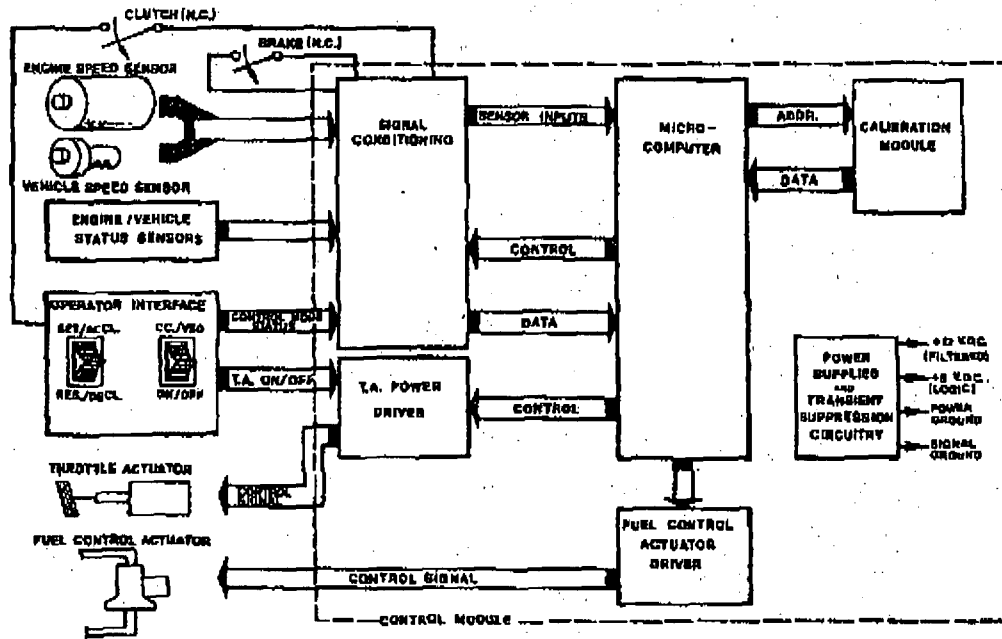 CLUTCH (N.C.)
BRAKE (N.C.)
ENGINE SPEED SENSOR
VEHICLE SPEED SENSOR
SIGNAL
CONDITIONING
SENSOR INPUTS
MICRO-
COMPUTER
ADDR.
DATA
CALIBRATION
MODULE
ENGINE/VEHICLE
STATUS SENSORS
CONTROL
OPERATOR INTERFACE
SET/ACCL.
CC./VSG
RES./DECL.
ON/OFF
CONTROL MODE
STATUS
DATA
T.A. ON/OFF
T.A. POWER
DRIVER
CONTROL
POWER
SUPPLIES
AND
TRANSIENT
SUPPRESSION
CIRCUITRY
V.D.C.
(FILTERED)
V.D.C.
(LOGIC)
POWER
GROUND
SIGNAL
GROUND
THROTTLE ACTUATOR
CONTROL
SIGNAL
FUEL CONTROL ACTUATOR
FUEL CONTROL
ACTUATOR
DRIVER
CONTROL SIGNAL
CONTROL MODULE